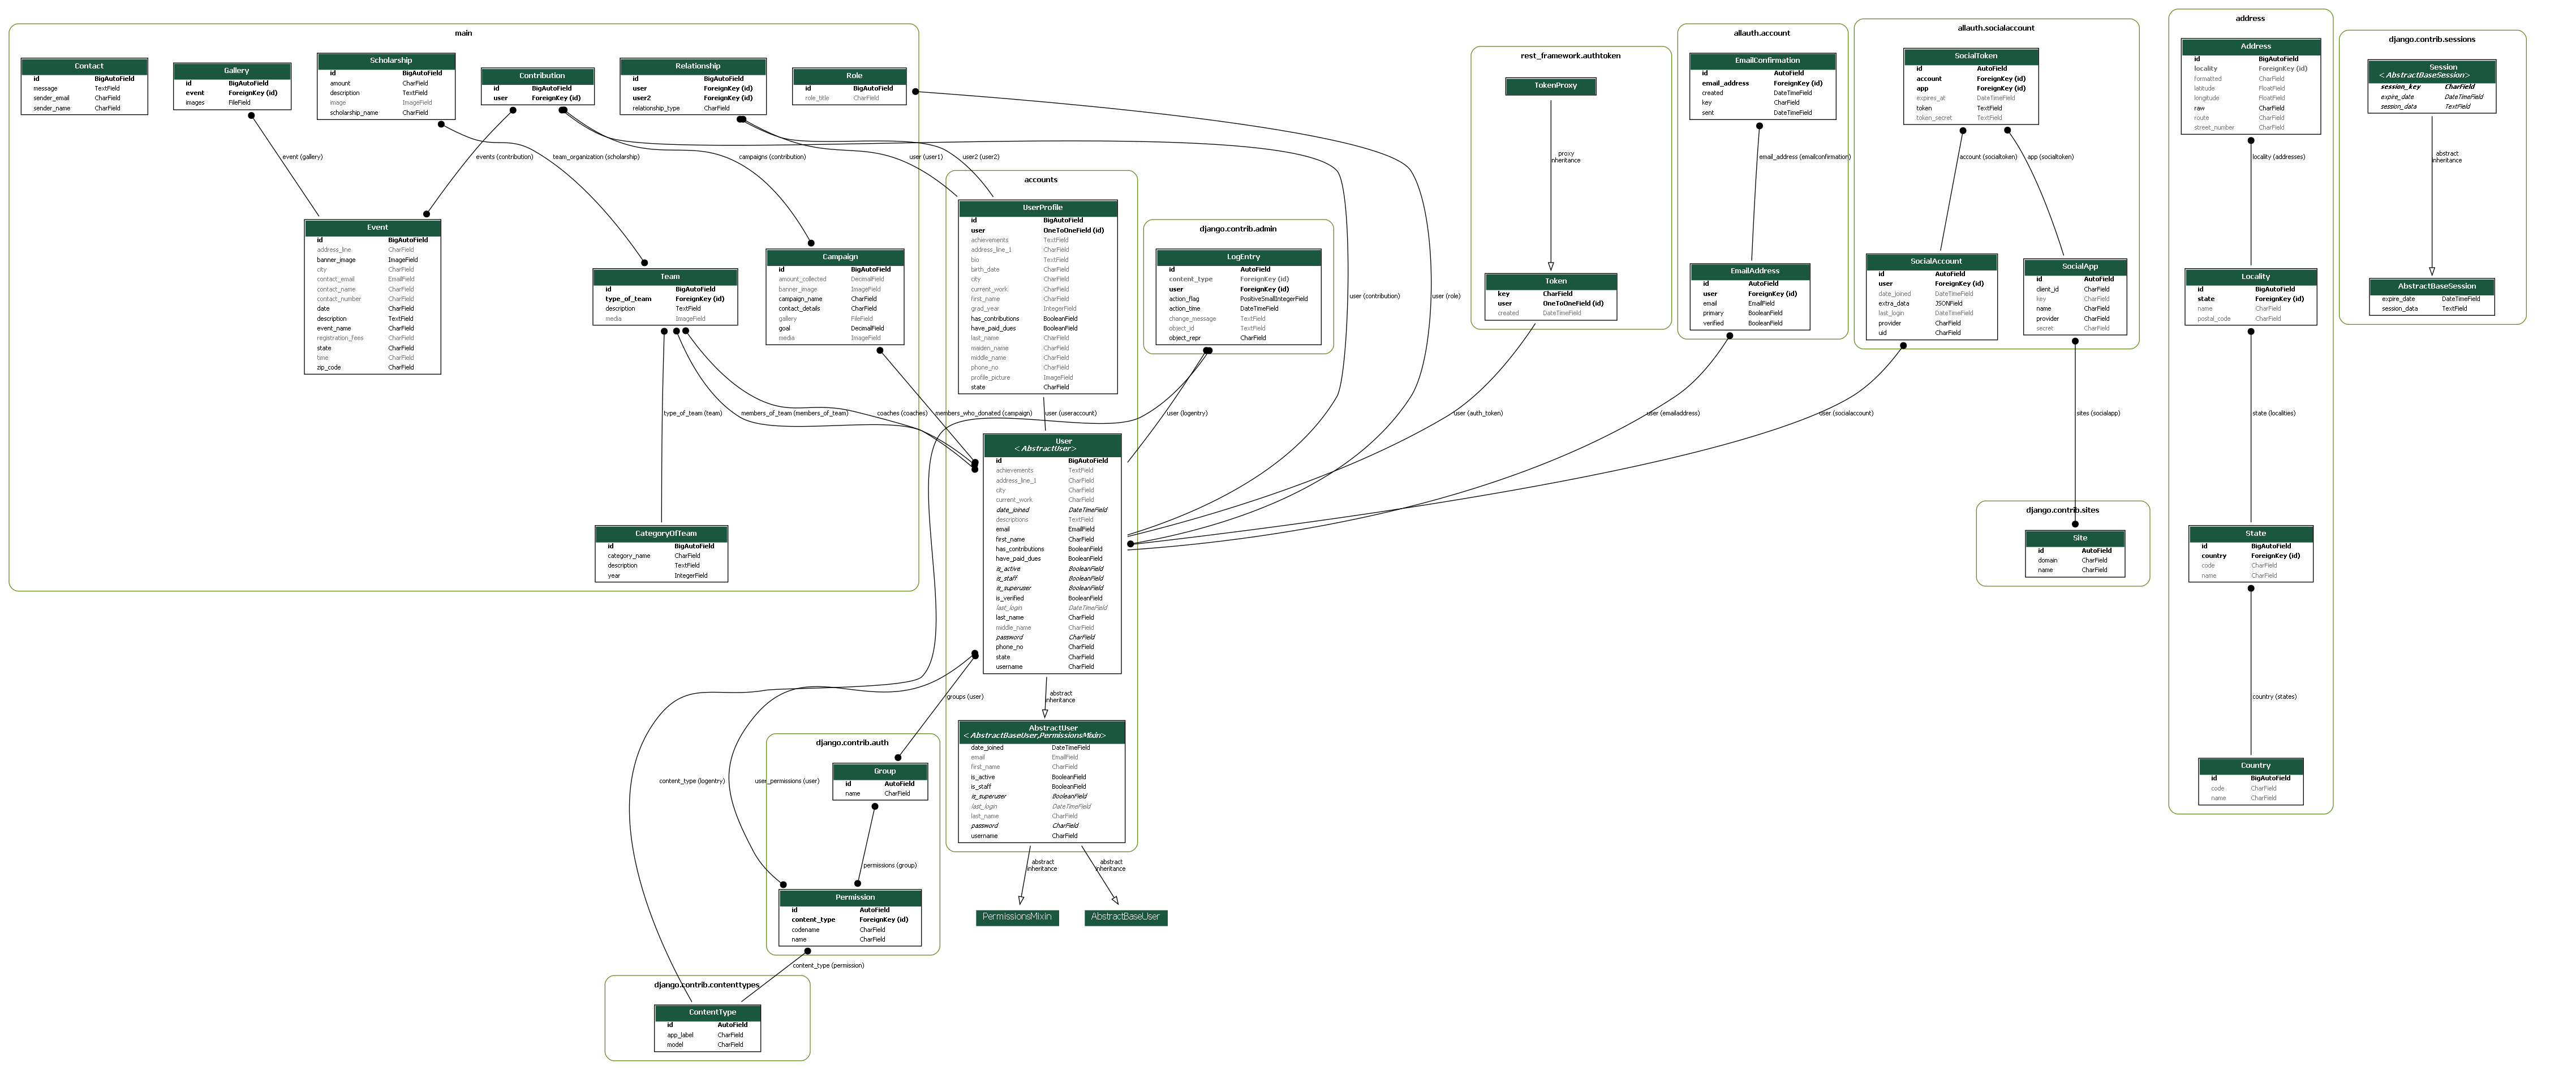 main
Contact
id BigAutoField
message TextField
sender_email CharField
sender_name CharField
Gallery
id BigAutoField
event ForeignKey (id)
images FileField
Scholarship
id BigAutoField
amount CharField
description TextField
image ImageField
scholarship_name CharField
Contribution
id BigAutoField
user ForeignKey (id)
Relationship
id BigAutoField
user ForeignKey (id)
user2 ForeignKey (id)
relationship_type CharField
Role
id BigAutoField
role_title CharField
event (gallery)
events (contribution)
team_organization (scholarship)
campaigns (contribution)
user (user1)
user2 (user2)
Event
id BigAutoField
address_line CharField
banner_image ImageField
city CharField
contact_email EmailField
contact_name CharField
contact_number CharField
date CharField
description TextField
event_name CharField
registration_fees CharField
state CharField
time CharField
zip_code CharField
Team
id BigAutoField
type_of_team ForeignKey (id)
description TextField
media ImageField
Campaign
id BigAutoField
amount_collected DecimalField
banner_image ImageField
campaign_name CharField
contact_details CharField
gallery FileField
goal DecimalField
media ImageField
type_of_team (team)
members_of_team (members_of_team)
coaches (coaches)
members_who_donated (campaign)
CategoryOfTeam
id BigAutoField
category_name CharField
description TextField
year IntegerField
accounts
UserProfile
id BigAutoField
user OneToOneField (id)
achievements TextField
address_line_1 CharField
bio TextField
birth_date CharField
city CharField
current_work CharField
first_name CharField
grad_year IntegerField
has_contributions BooleanField
have_paid_dues BooleanField
last_name CharField
maiden_name CharField
middle_name CharField
phone_no CharField
profile_picture ImageField
state CharField
user (useraccount)
User
<AbstractUser>
id BigAutoField
achievements TextField
address_line_1 CharField
city CharField
current_work CharField
date_joined DateTimeField
descriptions TextField
email EmailField
first_name CharField
has_contributions BooleanField
have_paid_dues BooleanField
is_active BooleanField
is_staff BooleanField
is_superuser BooleanField
is_verified BooleanField
last_login DateTimeField
last_name CharField
middle_name CharField
password CharField
phone_no CharField
state CharField
username CharField
abstract
inheritance
AbstractUser
<AbstractBaseUser,PermissionsMixin>
date_joined DateTimeField
email EmailField
first_name CharField
is_active BooleanField
is_staff BooleanField
is_superuser BooleanField
last_login DateTimeField
last_name CharField
password CharField
username CharField
abstract
inheritance
abstract
inheritance
PermissionsMixin
AbstractBaseUser
django.contrib.admin
LogEntry
id AutoField
content_type ForeignKey (id)
user ForeignKey (id)
action_flag PositiveSmallIntegerField
action_time DateTimeField
change_message TextField
object_id TextField
object_repr CharField
user (logentry)
user (contribution)
user (role)
groups (user)
content_type (logentry)
user_permissions (user)
django.contrib.auth
Group
id AutoField
name CharField
permissions (group)
Permission
id AutoField
content_type ForeignKey (id)
codename CharField
name CharField
content_type (permission)
django.contrib.contenttypes
ContentType
id AutoField
app_label CharField
model CharField
rest_framework.authtoken
TokenProxy
proxy
inheritance
Token
key CharField
user OneToOneField (id)
created DateTimeField
user (auth_token)
allauth.account
EmailConfirmation
id AutoField
email_address ForeignKey (id)
created DateTimeField
key CharField
sent DateTimeField
email_address (emailconfirmation)
EmailAddress
id AutoField
user ForeignKey (id)
email EmailField
primary BooleanField
verified BooleanField
user (emailaddress)
allauth.socialaccount
SocialToken
id AutoField
account ForeignKey (id)
app ForeignKey (id)
expires_at DateTimeField
token TextField
token_secret TextField
account (socialtoken)
app (socialtoken)
SocialAccount
id AutoField
user ForeignKey (id)
date_joined DateTimeField
extra_data JSONField
last_login DateTimeField
provider CharField
uid CharField
SocialApp
id AutoField
client_id CharField
key CharField
name CharField
provider CharField
secret CharField
user (socialaccount)
sites (socialapp)
django.contrib.sites
Site
id AutoField
domain CharField
name CharField
address
Address
id BigAutoField
locality ForeignKey (id)
formatted CharField
latitude FloatField
longitude FloatField
raw CharField
route CharField
street_number CharField
locality (addresses)
Locality
id BigAutoField
state ForeignKey (id)
name CharField
postal_code CharField
state (localities)
State
id BigAutoField
country ForeignKey (id)
code CharField
name CharField
country (states)
Country
id BigAutoField
code CharField
name CharField
django.contrib.sessions
Session
<AbstractBaseSession>
session_key CharField
expire_date DateTimeField
session_data TextField
abstract
inheritance
AbstractBaseSession
expire_date DateTimeField
session_data TextField